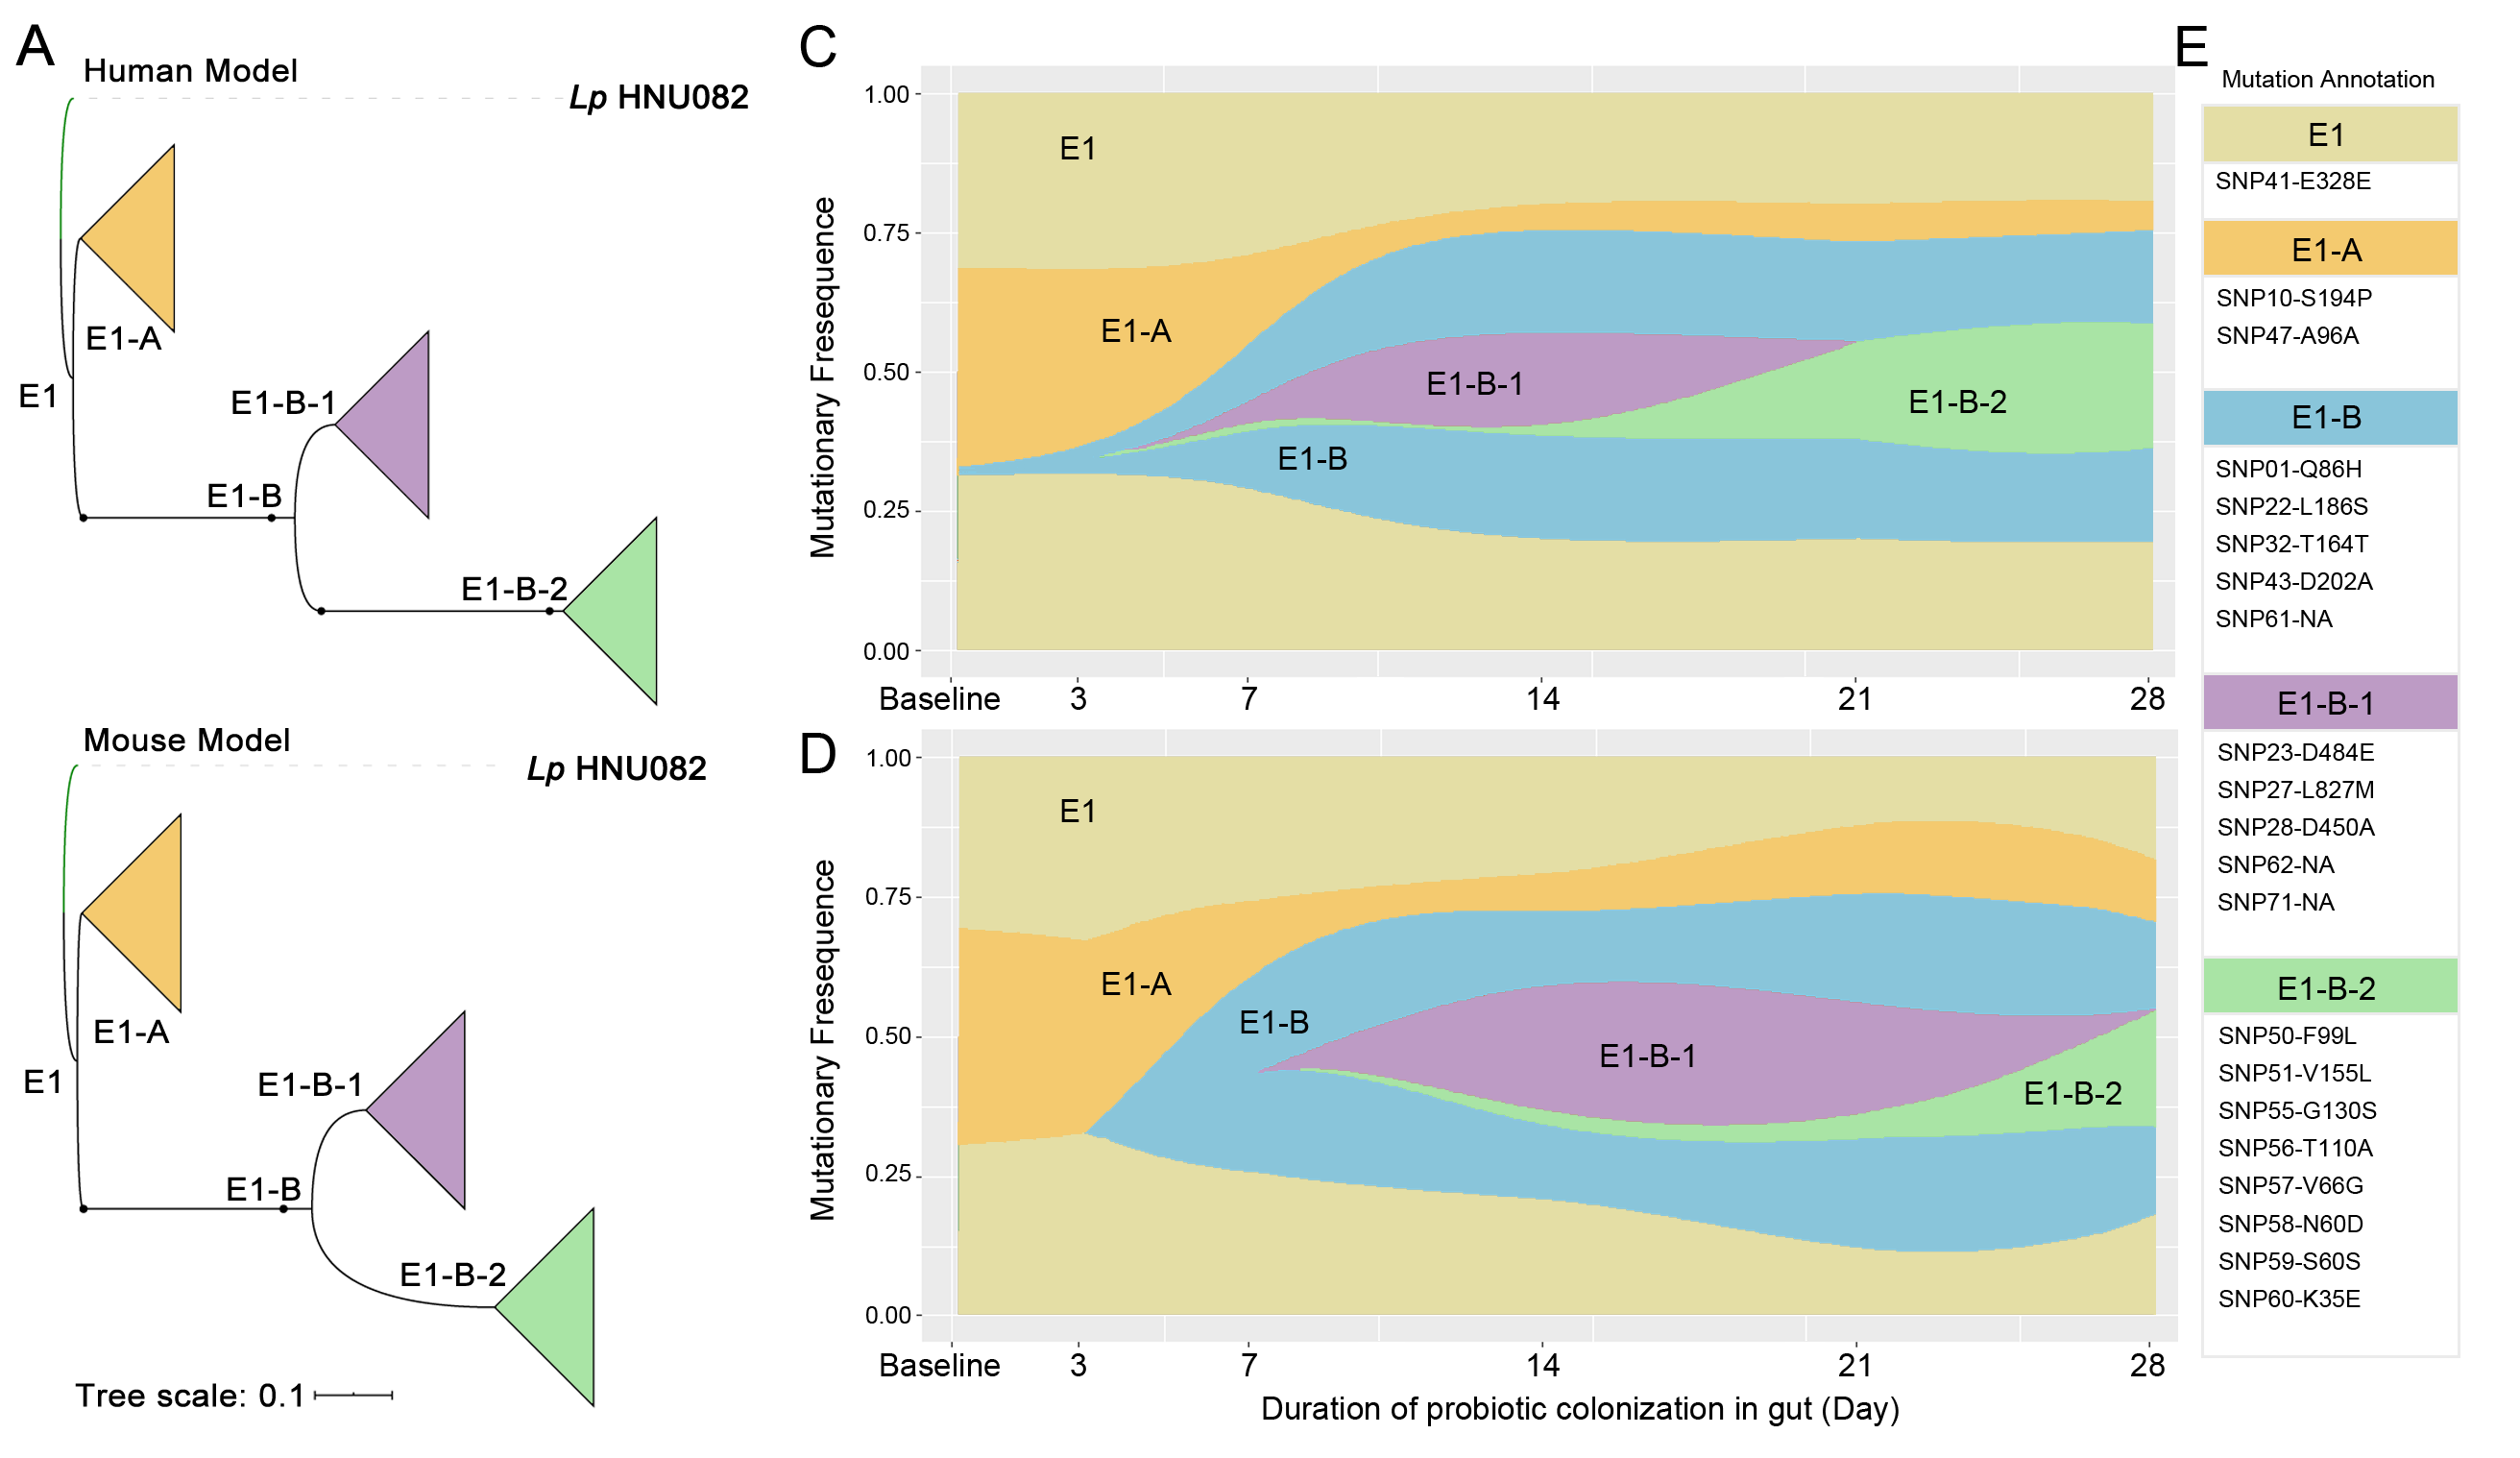 A
Human Model
Lp HNU082
E1-A
E1
E1-B-1
E1-B
E1-B-2
Mouse Model
Lp HNU082
E1-A
E1
E1-B-1
E1-B
E1-B-2
Tree scale: 0.1
C
Mutationary Fresequence
1.00
0.75
0.50
0.25
0.00
E1
E1-A
E1-B-1
E1-B-2
E1-B
Baseline 3 7 14 21 28
D
Mutationary Fresequence
1.00
0.75
0.50
0.25
0.00
E1
E1-A
E1-B
E1-B-1
E1-B-2
Baseline 3 7 14 21 28
Duration of probiotic colonization in gut (Day)
E
Mutation Annotation
E1
SNP41-E328E
E1-A
SNP10-S194P
SNP47-A96A
E1-B
SNP01-Q86H
SNP22-L186S
SNP32-T164T
SNP43-D202A
SNP61-NA
E1-B-1
SNP23-D484E
SNP27-L827M
SNP28-D450A
SNP62-NA
SNP71-NA
E1-B-2
SNP50-F99L
SNP51-V155L
SNP55-G130S
SNP56-T110A
SNP57-V66G
SNP58-N60D
SNP59-S60S
SNP60-K35E